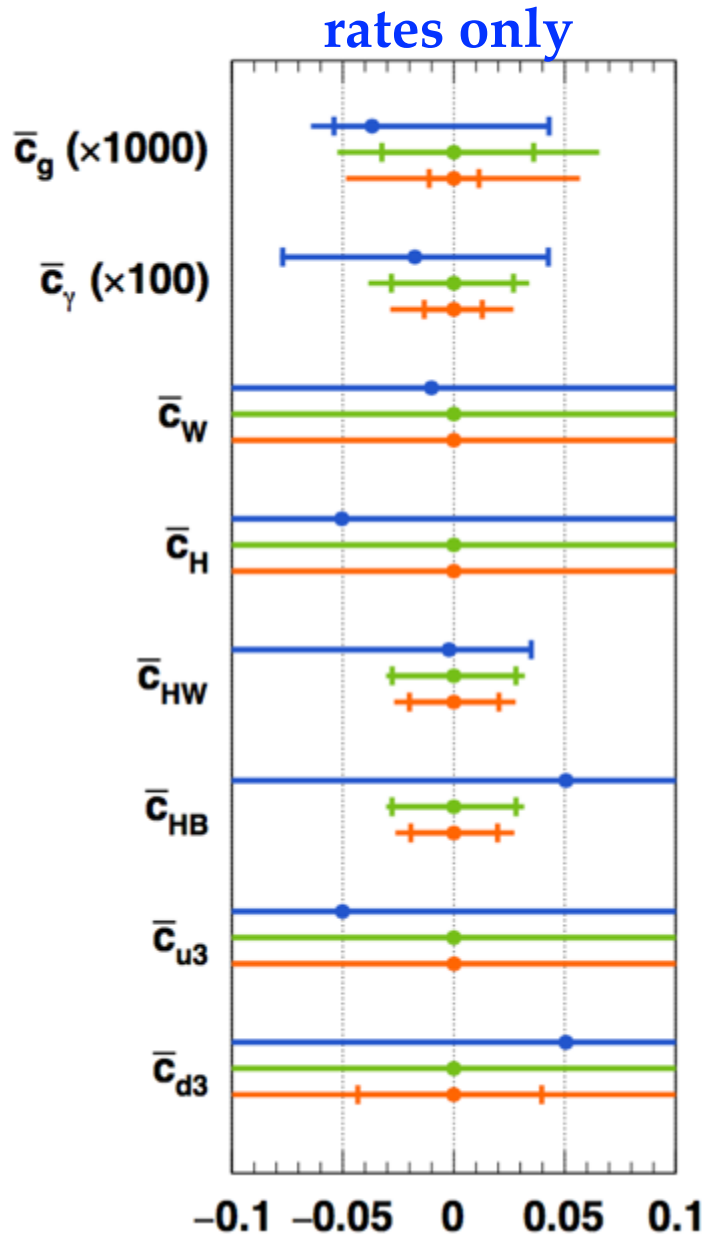 rates only
c̄g (×1000)
c̄γ (×100)
c̄W
c̄H
c̄HW
c̄HB
c̄u3
c̄d3
−0.1 −0.05 0 0.05 0.1